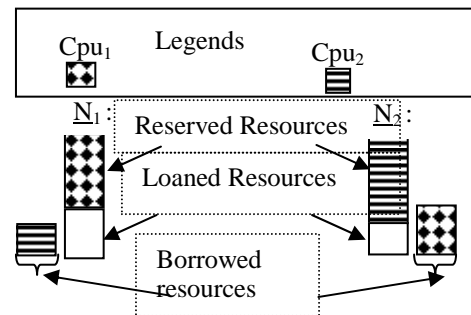 Legends
Cpu₁
Cpu₂
N₁ :
N₂ :
Reserved Resources
Loaned Resources
Borrowed
resources